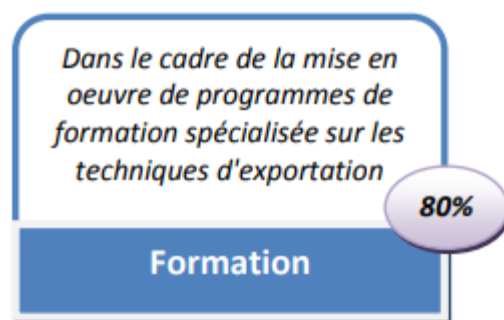 Dans le cadre de la mise en
oeuvre de programmes de
formation spécialisée sur les
techniques d'exportation
80%
Formation